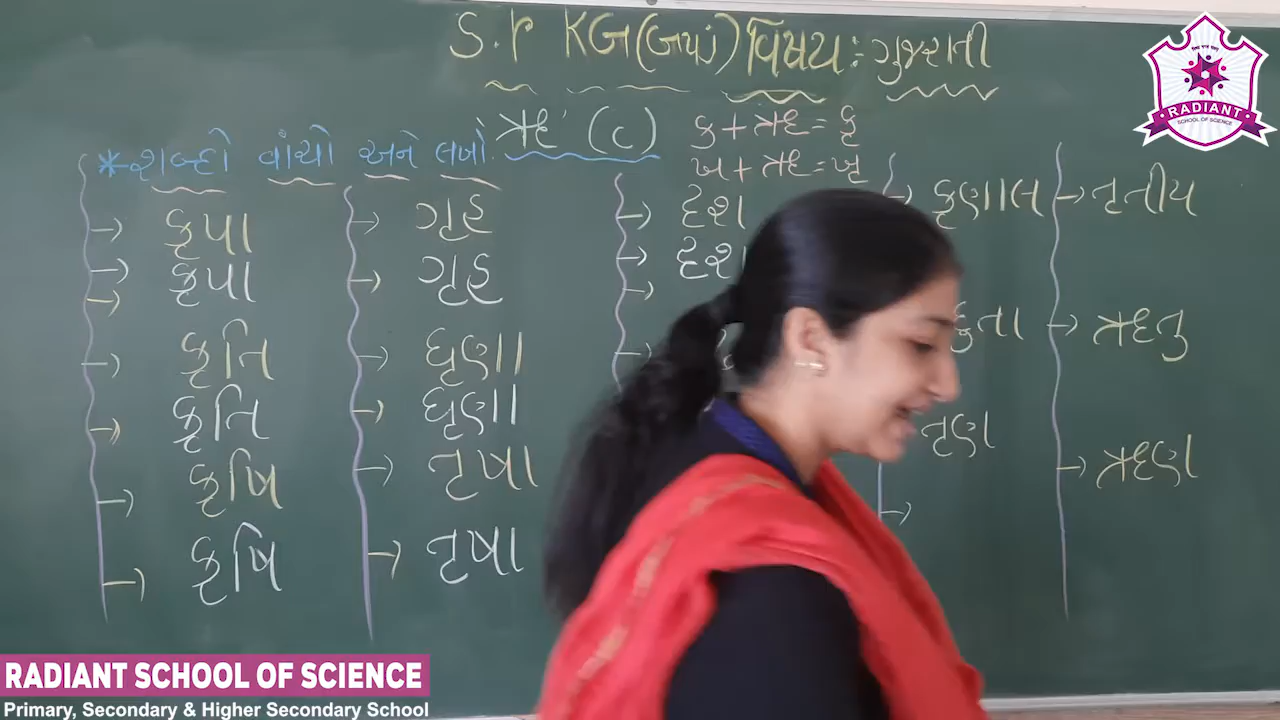 S.r KG (બપાં) વિષય: ગુજરાતી
ઋ' (c)
ક + ઋ = કૃ
ખ + ઋ = ખૃ
* શબ્દો વાંચો અને લખો.
→ કૃપા
→ કૃપા
→
→ કૃતિ
→ કૃતિ
→ કૃષિ
→ કૃષિ
→ ગૃહ
→ ગૃહ
→ ઘૃણા
→ ઘૃણા
→ તૃષા
→ તૃષા
→
→
→
→
→ કૃણાલ
તૃણ
→
→ તૃતીય
→ ઋતુ
→ ઋણ
RADIANT
SCHOOL OF SCIENCE
RADIANT SCHOOL OF SCIENCE
Primary, Secondary & Higher Secondary School